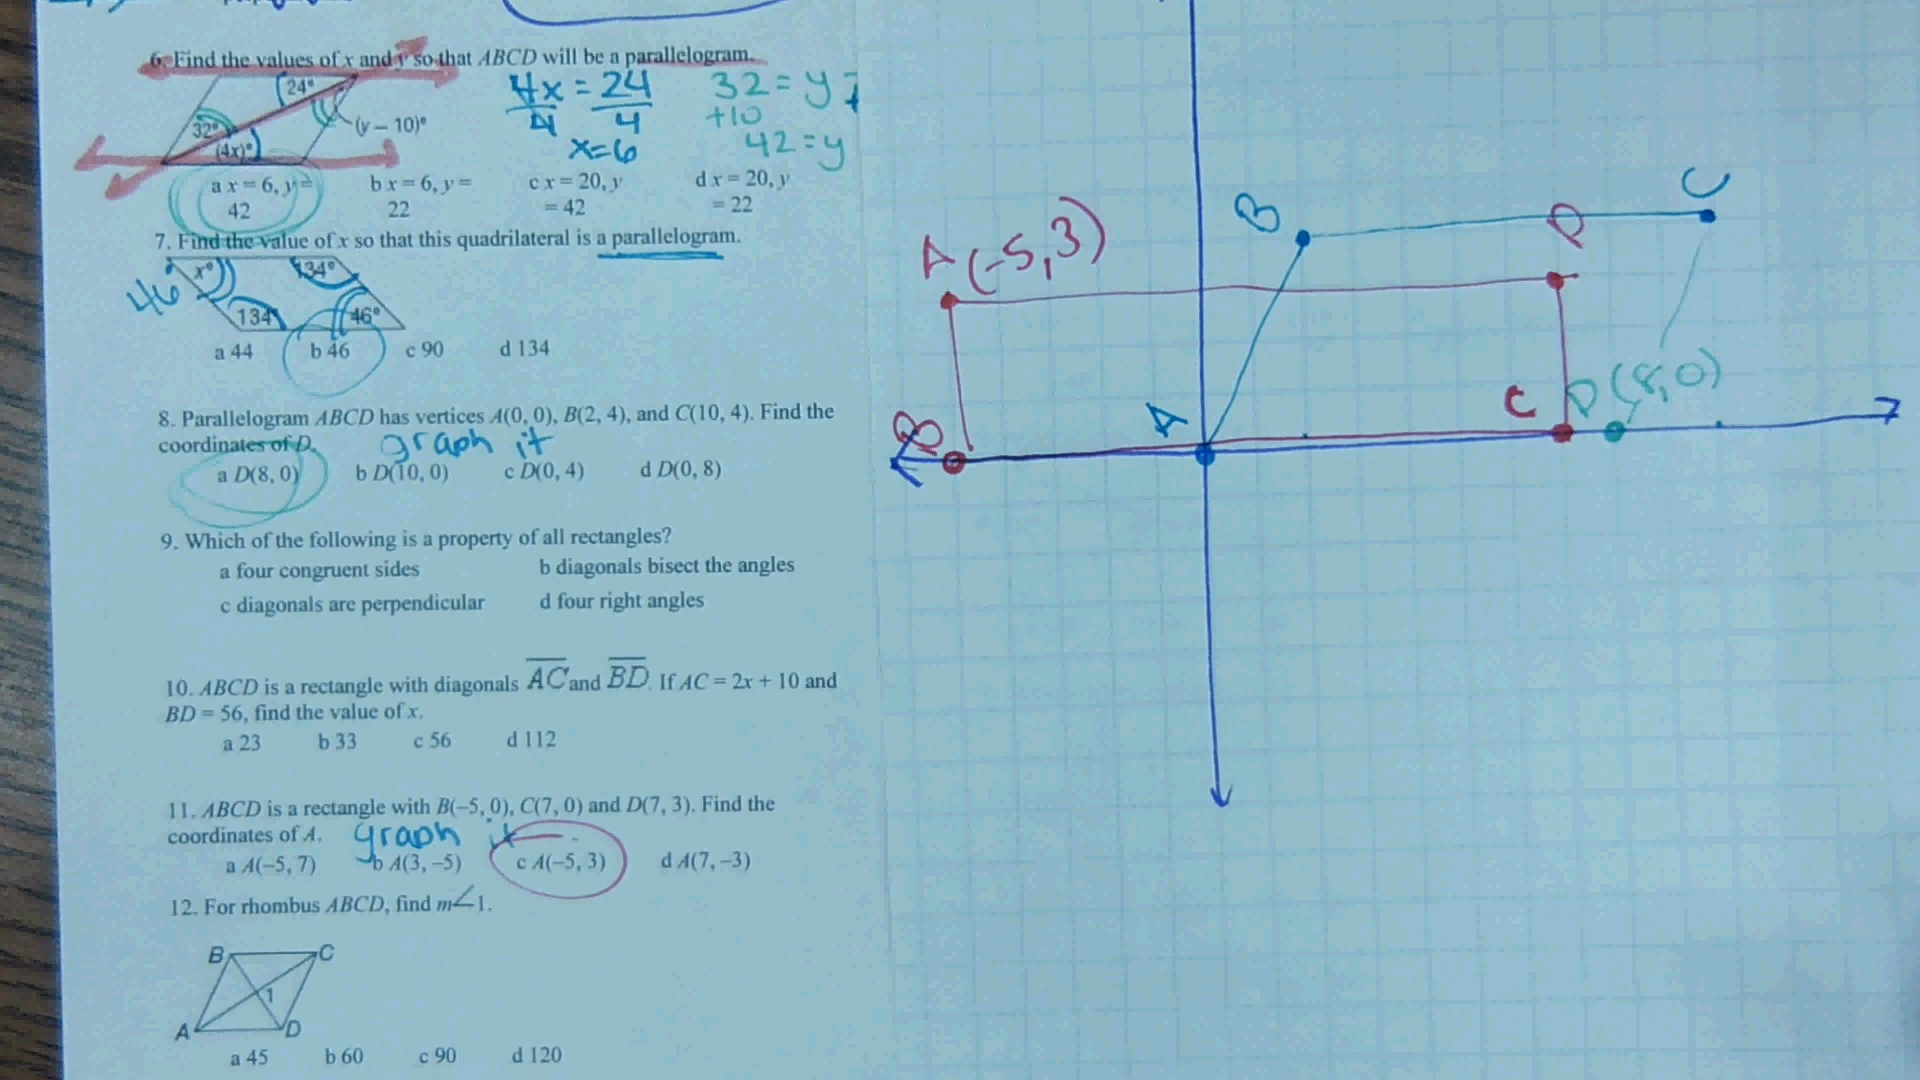 6. Find the values of x and y so that ABCD will be a parallelogram.
24°
32°
(4x)°
(y – 10)°
4x = 24
4 4
x=6
32 = y
+10
42 = y
a x = 6, y =
42
b x = 6, y =
22
c x = 20, y
= 42
d x = 20, y
= 22
7. Find the value of x so that this quadrilateral is a parallelogram.
46
x°
134°
134°
46°
a 44 b 46 c 90 d 134
8. Parallelogram ABCD has vertices A(0, 0), B(2, 4), and C(10, 4). Find the
coordinates of D. graph it
a D(8, 0) b D(10, 0) c D(0, 4) d D(0, 8)
9. Which of the following is a property of all rectangles?
a four congruent sides b diagonals bisect the angles
c diagonals are perpendicular d four right angles
10. ABCD is a rectangle with diagonals AC and BD. If AC = 2x + 10 and
BD = 56, find the value of x.
a 23 b 33 c 56 d 112
11. ABCD is a rectangle with B(–5, 0), C(7, 0) and D(7, 3). Find the
coordinates of A. graph it
a A(–5, 7) b A(3, –5) c A(–5, 3) d A(7, –3)
12. For rhombus ABCD, find m∠1.
B C
1
A D
a 45 b 60 c 90 d 120
A (-5,3)
B
C
D
A
B
C
D (8,0)